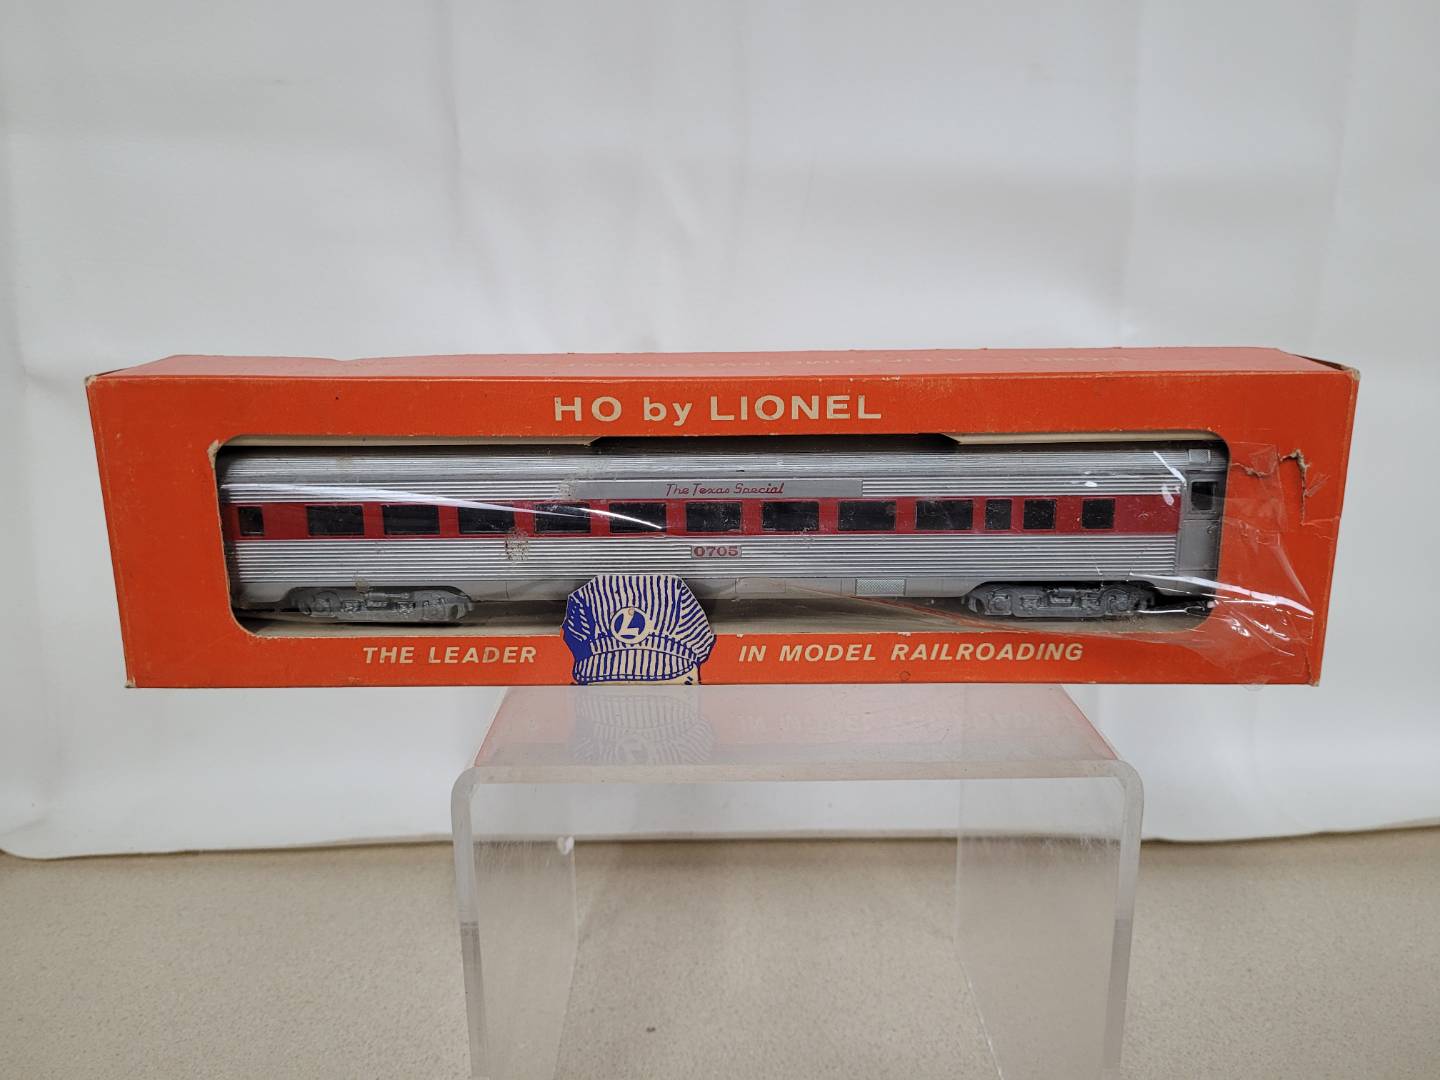 HO by LIONEL
The Texas Special
0705
L
THE LEADER IN MODEL RAILROADING